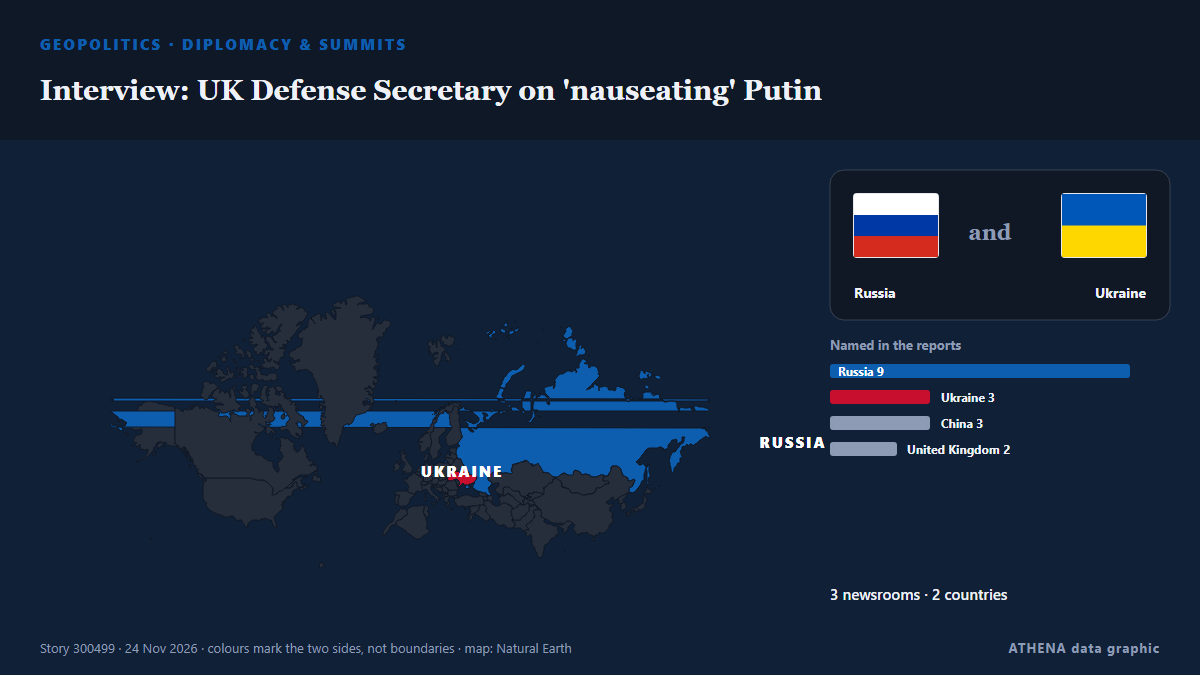 GEOPOLITICS · DIPLOMACY & SUMMITS
Interview: UK Defense Secretary on 'nauseating' Putin
and
Russia
Ukraine
Named in the reports
Russia 9
Ukraine 3
China 3
United Kingdom 2
RUSSIA
UKRAINE
3 newsrooms · 2 countries
Story 300499 · 24 Nov 2026 · colours mark the two sides, not boundaries · map: Natural Earth
ATHENA data graphic